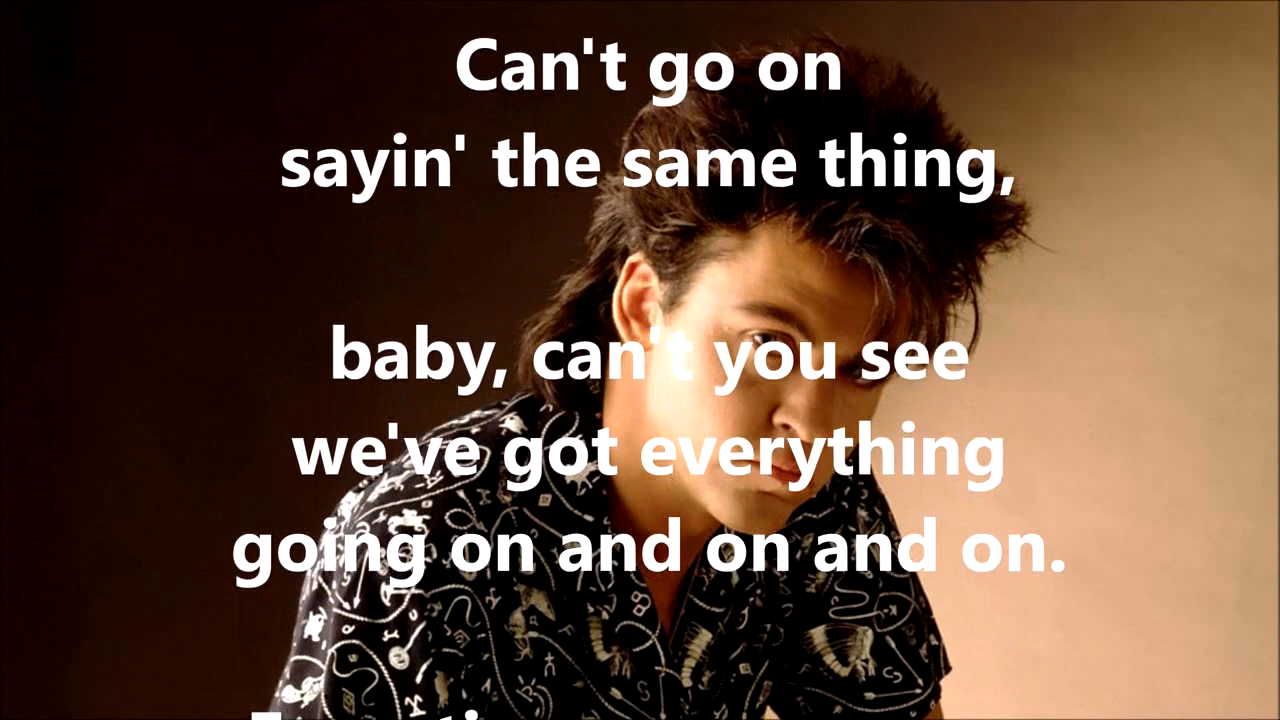 Can't go on
sayin' the same thing,
baby, can't you see
we've got everything
going on and on and on.